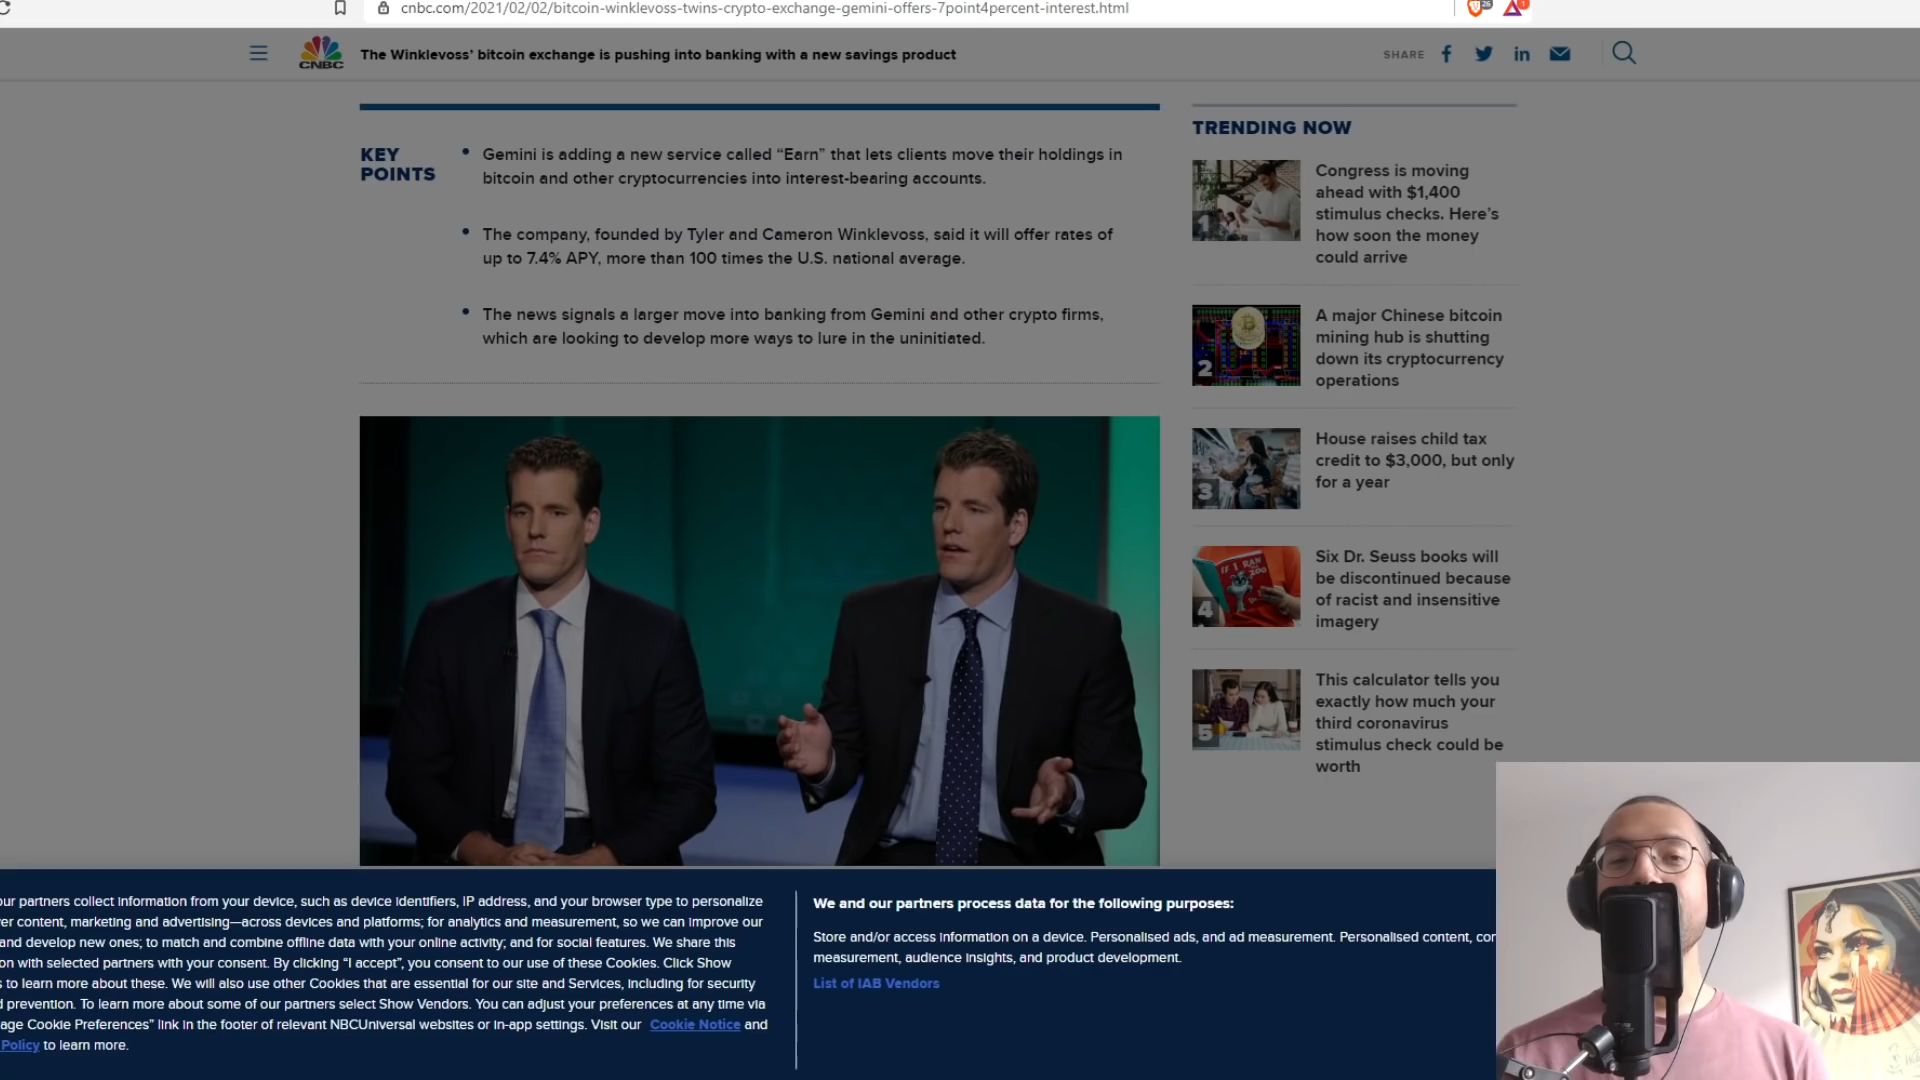 cnbc.com/2021/02/02/bitcoin-winklevoss-twins-crypto-exchange-gemini-offers-7point4percent-interest.html
26
1
CNBC
The Winklevoss' bitcoin exchange is pushing into banking with a new savings product
SHARE
KEY
POINTS
Gemini is adding a new service called “Earn” that lets clients move their holdings in
bitcoin and other cryptocurrencies into interest-bearing accounts.
The company, founded by Tyler and Cameron Winklevoss, said it will offer rates of
up to 7.4% APY, more than 100 times the U.S. national average.
The news signals a larger move into banking from Gemini and other crypto firms,
which are looking to develop more ways to lure in the uninitiated.
TRENDING NOW
1
Congress is moving
ahead with $1,400
stimulus checks. Here’s
how soon the money
could arrive
2
A major Chinese bitcoin
mining hub is shutting
down its cryptocurrency
operations
3
House raises child tax
credit to $3,000, but only
for a year
IF I RAN
ZOO
4
Six Dr. Seuss books will
be discontinued because
of racist and insensitive
imagery
5
This calculator tells you
exactly how much your
third coronavirus
stimulus check could be
worth
our partners collect information from your device, such as device identifiers, IP address, and your browser type to personalize
er content, marketing and advertising—across devices and platforms; for analytics and measurement, so we can improve our
and develop new ones; to match and combine offline data with your online activity; and for social features. We share this
on with selected partners with your consent. By clicking “I accept”, you consent to our use of these Cookies. Click Show
s to learn more about these. We will also use other Cookies that are essential for our site and Services, including for security
d prevention. To learn more about some of our partners select Show Vendors. You can adjust your preferences at any time via
age Cookie Preferences” link in the footer of relevant NBCUniversal websites or in-app settings. Visit our Cookie Notice and
Policy to learn more.
We and our partners process data for the following purposes:
Store and/or access information on a device. Personalised ads, and ad measurement. Personalised content, cor
measurement, audience insights, and product development.
List of IAB Vendors